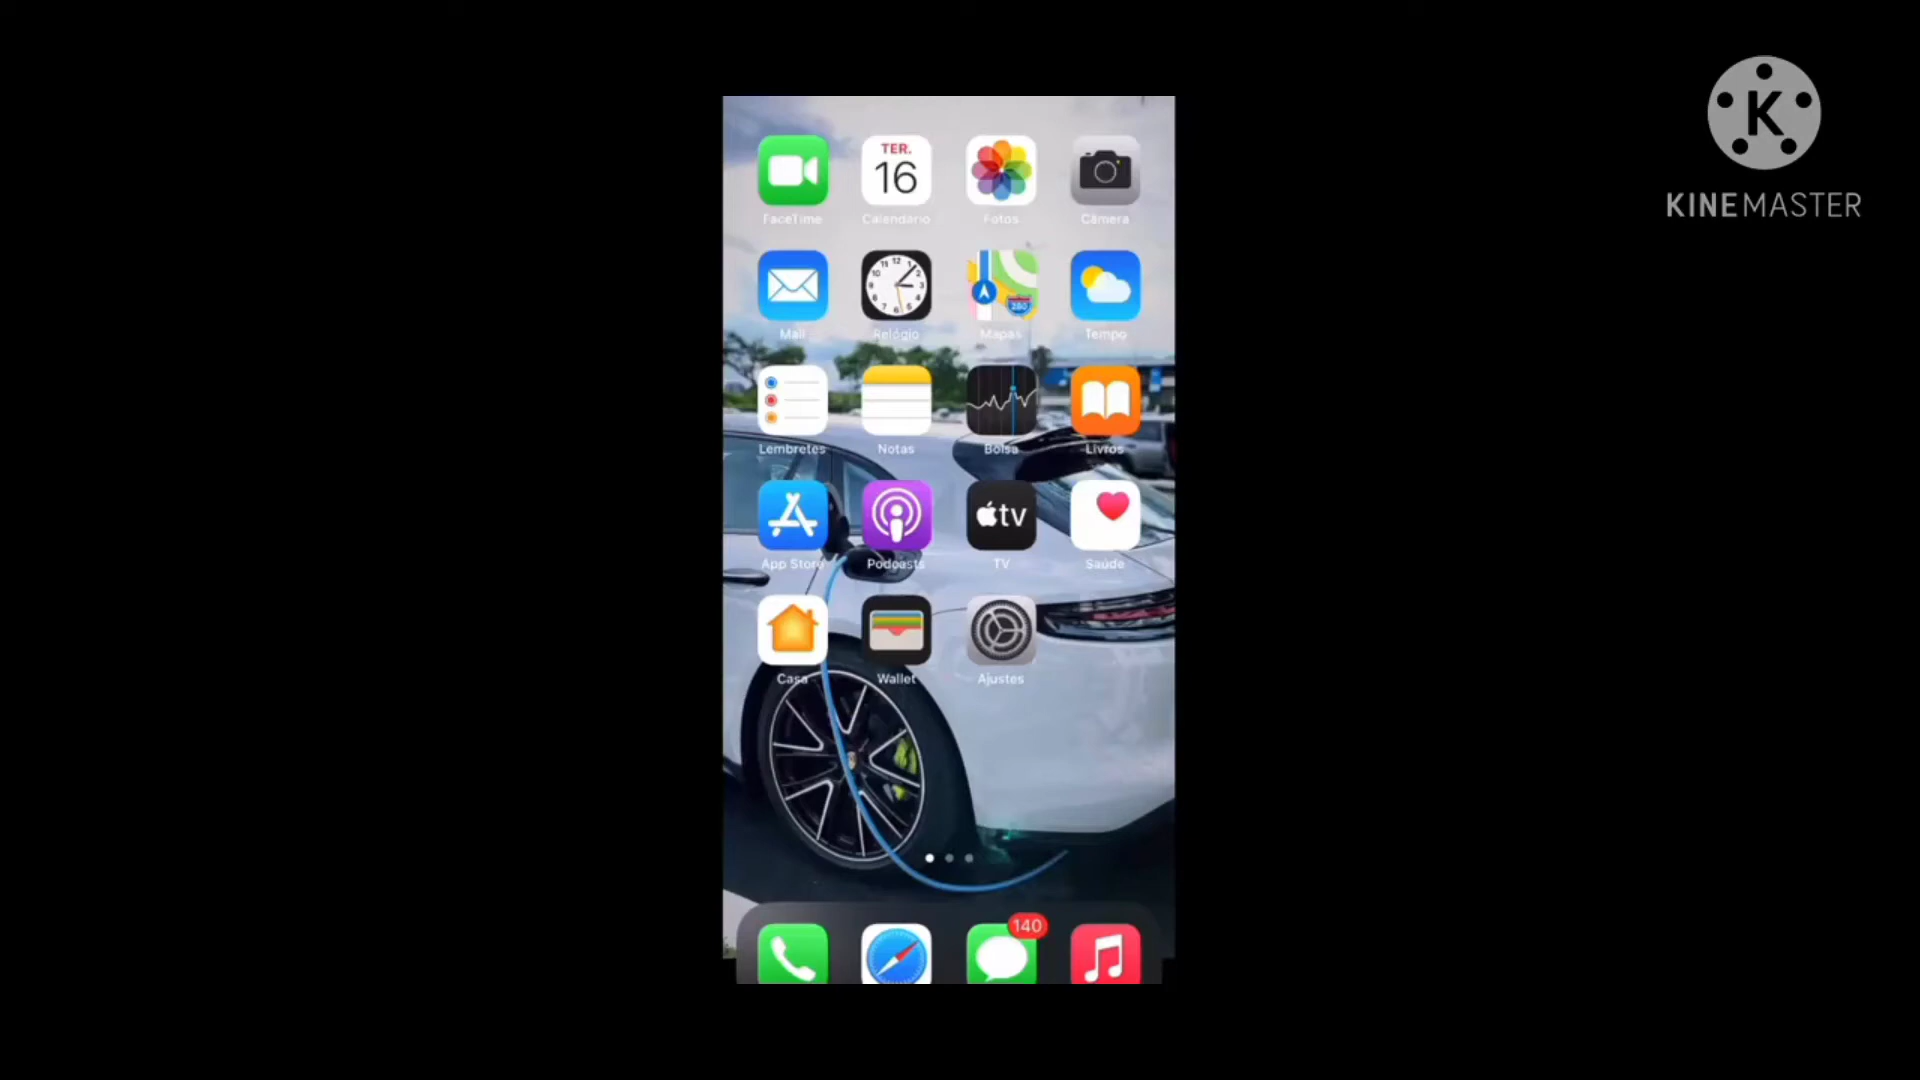 TER.
16
FaceTime Calendário Fotos Câmera
Mail Relógio Mapas Tempo
Lembretes Notas Bolsa Livros
tv
App Store Podcasts TV Saúde
Casa Wallet Ajustes
140
K
KINEMASTER